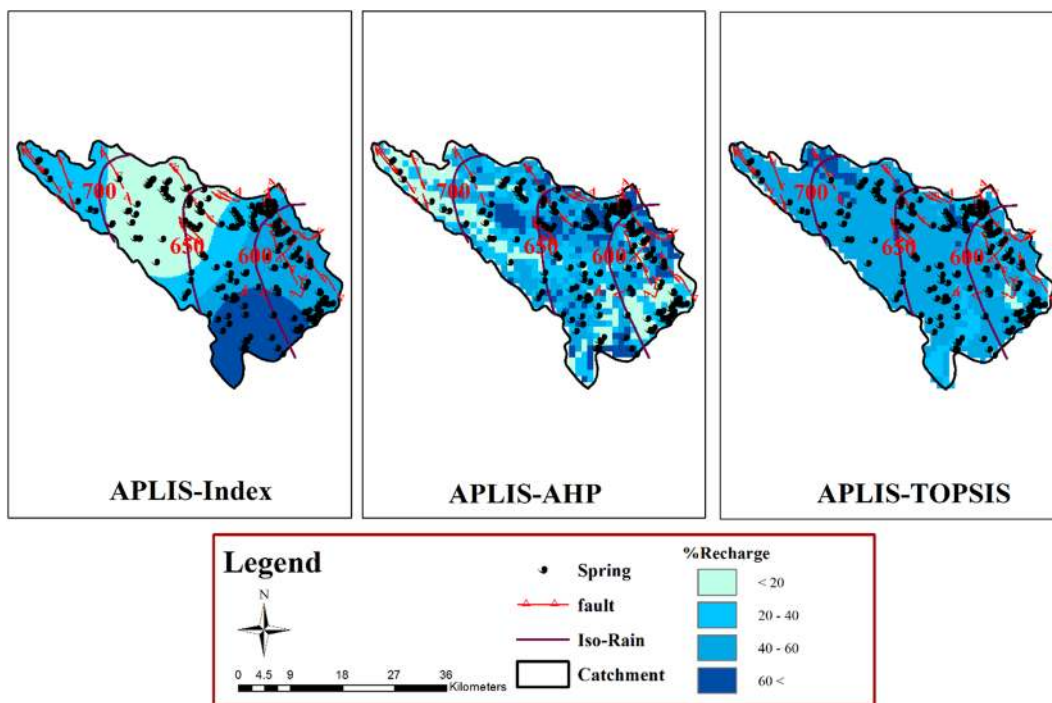 700
650
600
APLIS-Index
700
650
600
APLIS-AHP
700
650
600
APLIS-TOPSIS
Legend
N
0 4.5 9 18 27 36
Kilometers
Spring
fault
Iso-Rain
Catchment
%Recharge
< 20
20 - 40
40 - 60
60 <